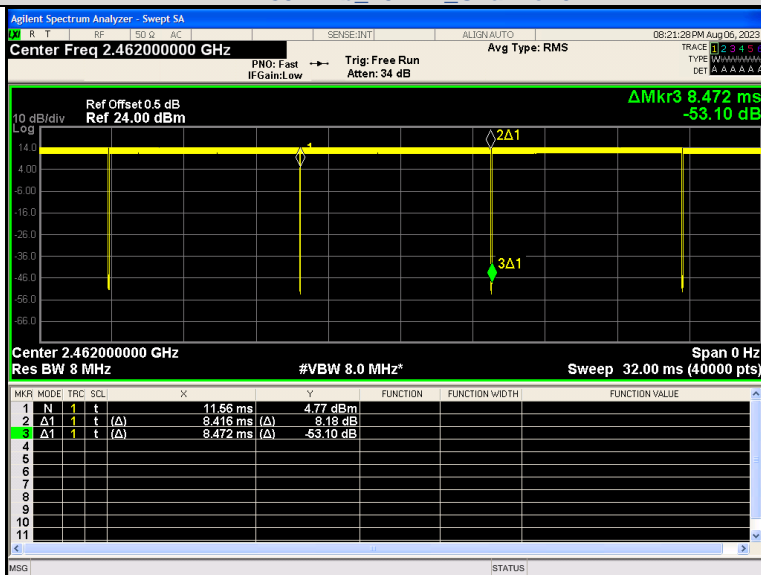 Agilent Spectrum Analyzer - Swept SA
LXI R T RF 50 Ω AC SENSE:INT ALIGN AUTO 08:21:28 PM Aug 06, 2023
Center Freq 2.462000000 GHz Avg Type: RMS TRACE 1 2 3 4 5
PNO: Fast Trig: Free Run TYPE W
IFGain:Low Atten: 34 dB DET A A A A A
ΔMkr3 8.472 ms
Ref Offset 0.5 dB
10 dB/div Ref 24.00 dBm -53.10 dB
Log
2Δ1
14.0
1
4.00
-6.00
-16.0
-26.0
3Δ1
-36.0
-46.0
-56.0
-66.0
Center 2.462000000 GHz Span 0 Hz
Res BW 8 MHz #VBW 8.0 MHz* Sweep 32.00 ms (40000 pts)
MKR MODE TRC SCL X Y FUNCTION FUNCTION WIDTH FUNCTION VALUE
1 N 1 t 11.56 ms 4.77 dBm
2 Δ1 1 t (Δ) 8.416 ms (Δ) 8.18 dB
3 Δ1 1 t (Δ) 8.472 ms (Δ) -53.10 dB
4
5
6
7
8
9
10
11
MSG STATUS